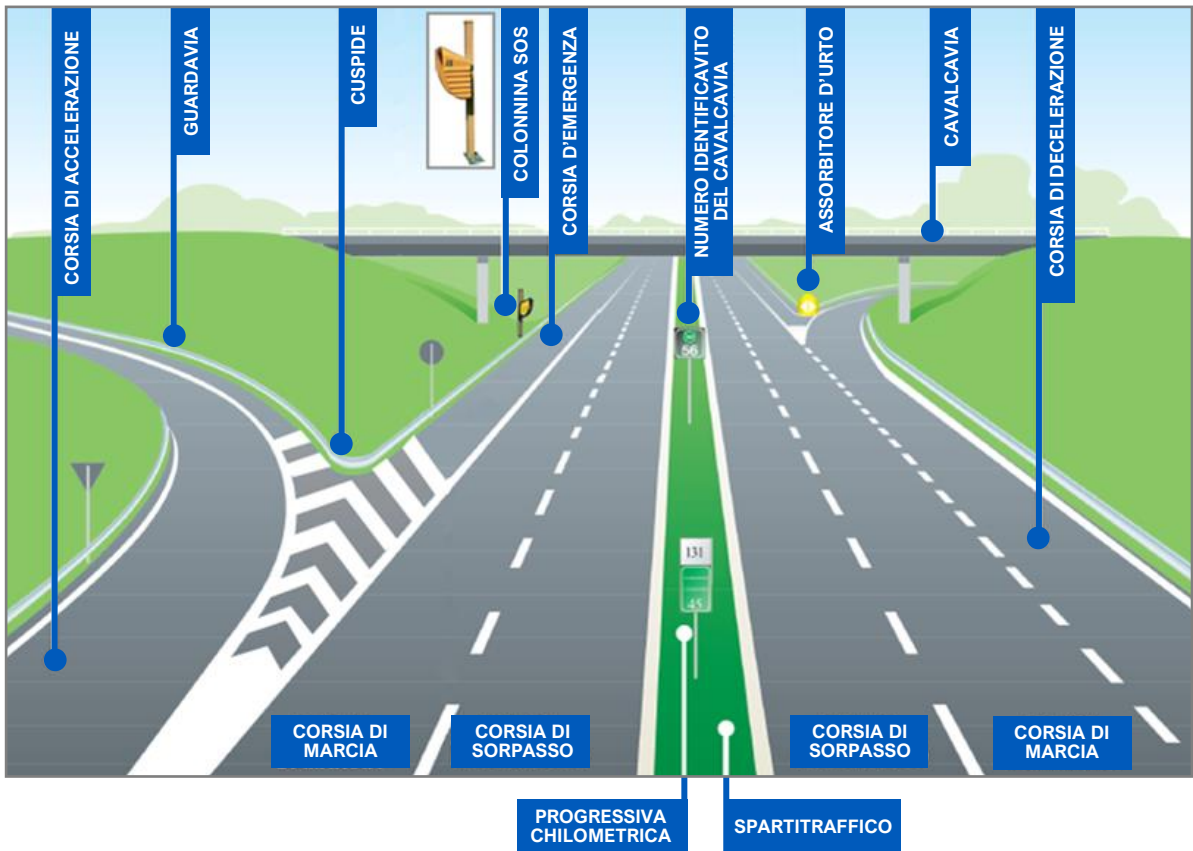 CORSIA DI ACCELERAZIONE
GUARDAVIA
CUSPIDE
COLONNINA SOS
CORSIA D'EMERGENZA
NUMERO IDENTIFICAVITO
DEL CAVALCAVIA
ASSORBITORE D'URTO
CAVALCAVIA
CORSIA DI DECELERAZIONE
56
131
45
CORSIA DI
MARCIA
CORSIA DI
SORPASSO
CORSIA DI
SORPASSO
CORSIA DI
MARCIA
PROGRESSIVA
CHILOMETRICA
SPARTITRAFFICO